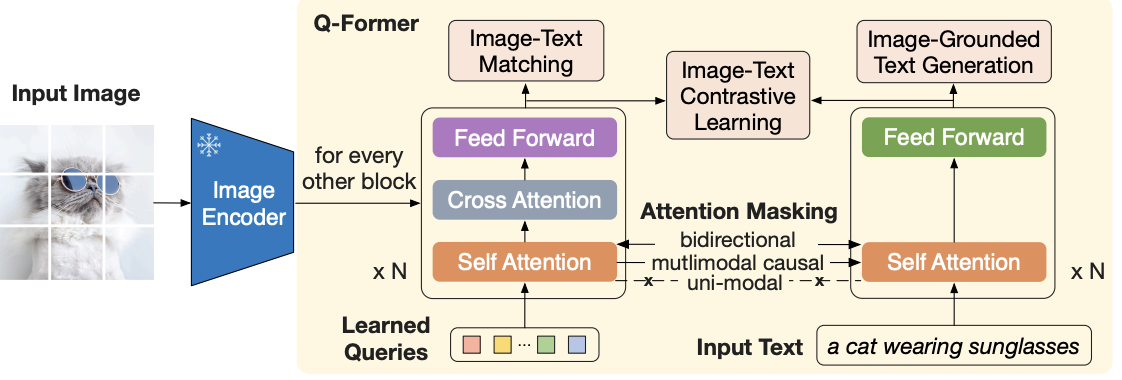 Q-Former
Image-Text
Matching
Image-Text
Contrastive
Learning
Image-Grounded
Text Generation
Input Image
Image
Encoder
for every
other block
Feed Forward
Cross Attention
Self Attention
x N
Attention Masking
bidirectional
mutlimodal causal
x uni-modal x
Feed Forward
Self Attention
x N
Learned
Queries
...
Input Text
a cat wearing sunglasses